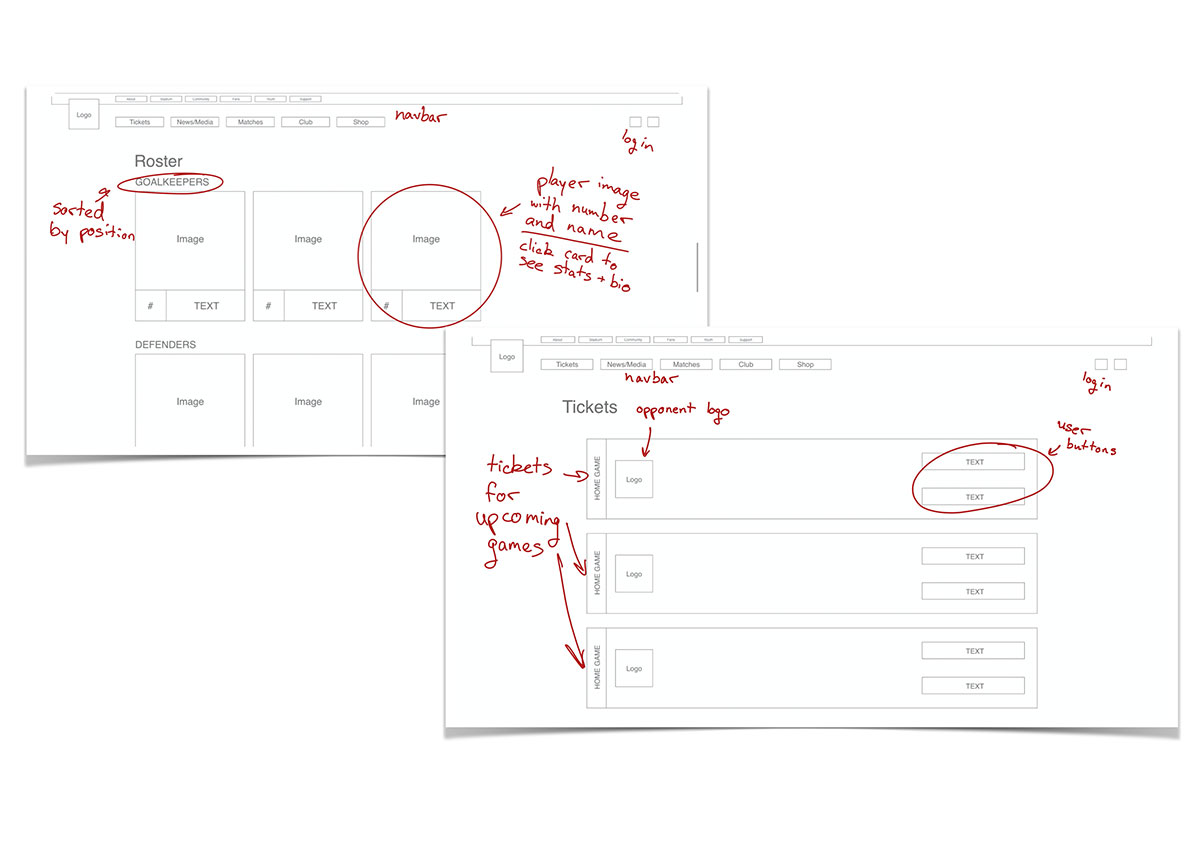 About Stadium Community Fans Youth Support
Logo
Tickets News/Media Matches Club Shop
navbar
log in
Roster
GOALKEEPERS
sorted
by position
player image
with number
and name
click card to
see stats + bio
Image Image Image
# TEXT # TEXT # TEXT
DEFENDERS
Image Image Image
About Stadium Community Fans Youth Support
Logo
Tickets News/Media Matches Club Shop
navbar
log in
Tickets
opponent logo
user
buttons
tickets
for
upcoming
games
HOME GAME
Logo
TEXT
TEXT
HOME GAME
Logo
TEXT
TEXT
HOME GAME
Logo
TEXT
TEXT